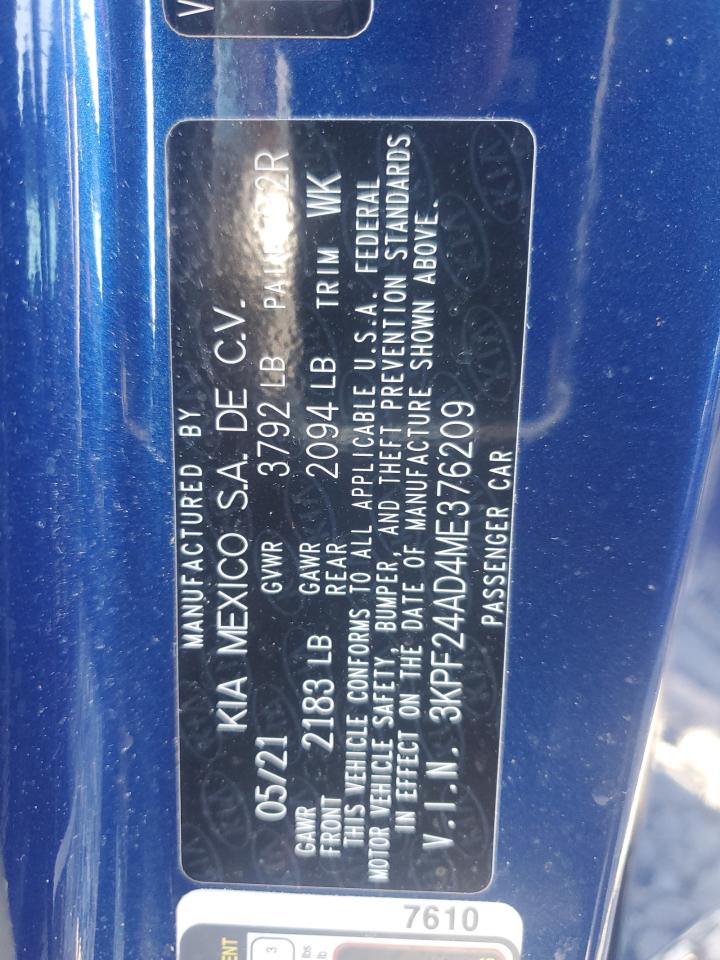 V
MANUFACTURED BY
KIA MEXICO S.A. DE C.V.
05/21 GVWR 3792 LB
GAWR FRONT 2183 LB GAWR REAR 2094 LB TRIM WK
THIS VEHICLE CONFORMS TO ALL APPLICABLE U.S.A. FEDERAL
MOTOR VEHICLE SAFETY, BUMPER, AND THEFT PREVENTION STANDARDS
IN EFFECT ON THE DATE OF MANUFACTURE SHOWN ABOVE.
V.I.N. 3KPF24AD4ME376209
PASSENGER CAR
7610